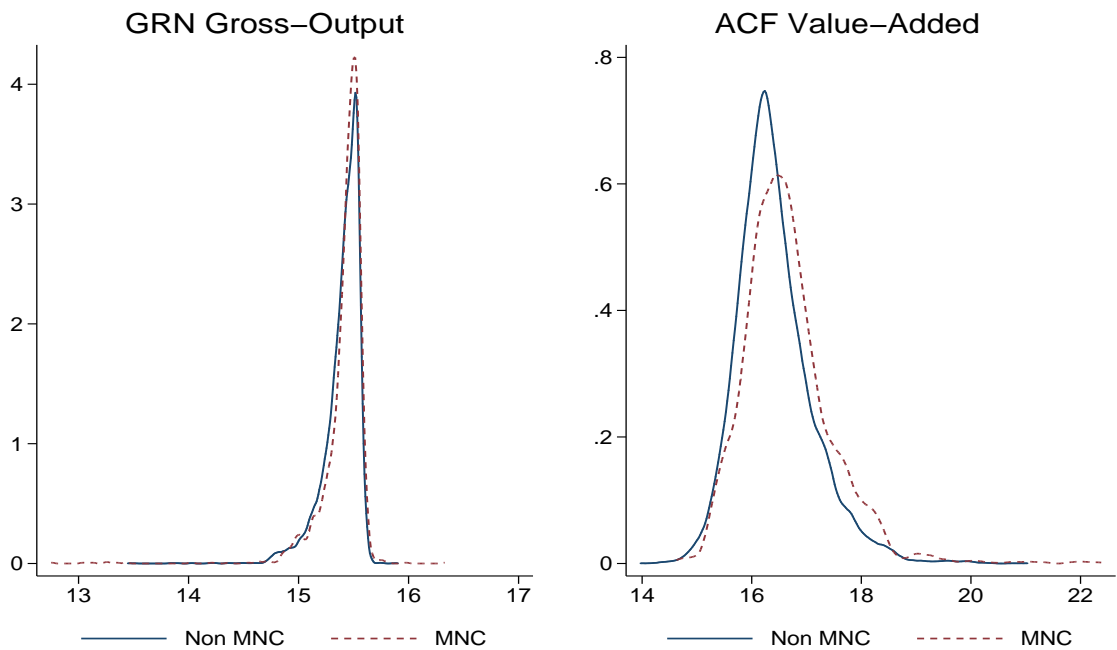 GRN Gross−Output
4
3
2
1
0
13 14 15 16 17
Non MNC MNC
ACF Value−Added
.8
.6
.4
.2
0
14 16 18 20 22
Non MNC MNC